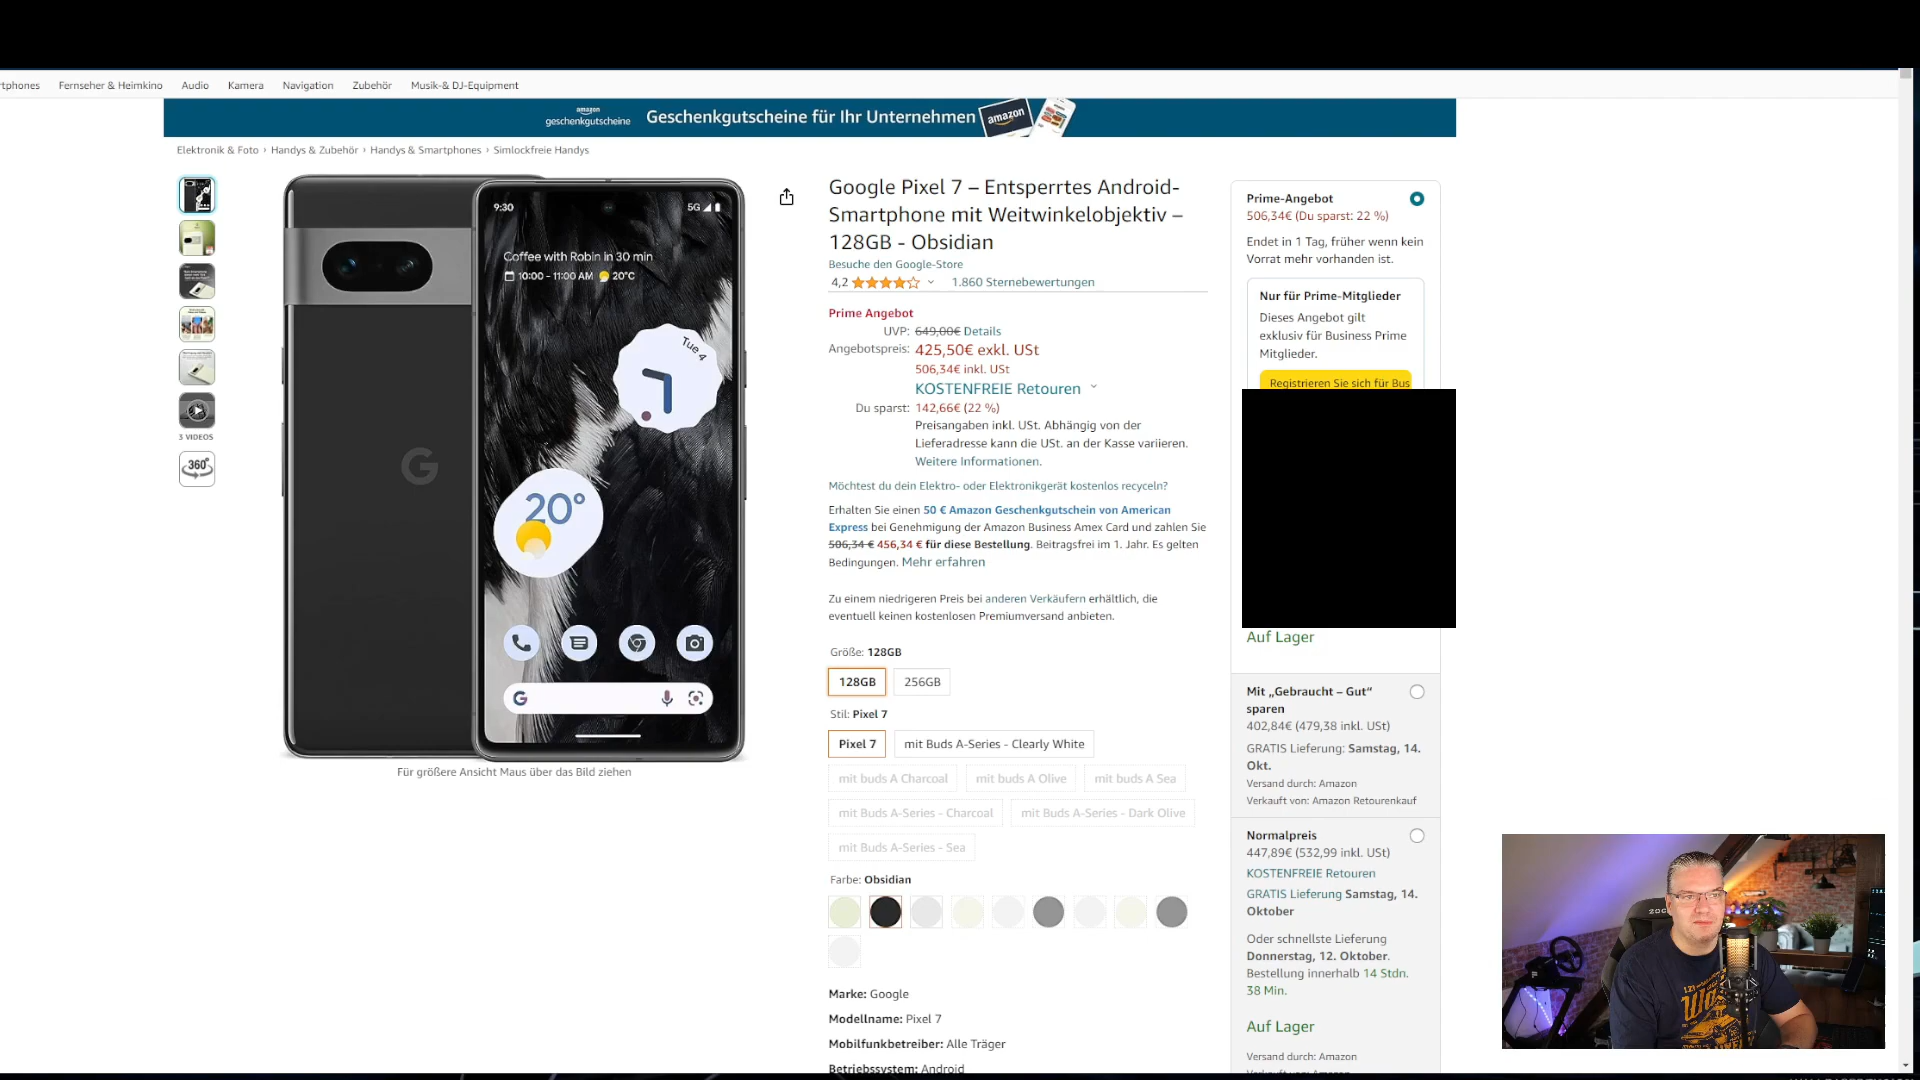 Fernseher & Heimkino
Audio
Kamera
Navigation
Zubehör
Musik-& DJ-Equipment
amazon
geschenkgutscheine
Geschenkgutscheine für Ihr Unternehmen
amazon
Elektronik & Foto › Handys & Zubehör › Handys & Smartphones › Simlockfreie Handys
3 VIDEOS
360°
9:30
5G
Coffee with Robin in 30 min
10:00 - 11:00 AM 20°C
Tue 4
20°
G
Für größere Ansicht Maus über das Bild ziehen
Google Pixel 7 – Entsperrtes Android-
Smartphone mit Weitwinkelobjektiv –
128GB - Obsidian
Besuche den Google-Store
4,2
1.860 Sternebewertungen
Prime Angebot
UVP: 649,00€ Details
Angebotspreis: 425,50€ exkl. USt
506,34€ inkl. USt
KOSTENFREIE Retouren
Du sparst: 142,66€ (22 %)
Preisangaben inkl. USt. Abhängig von der
Lieferadresse kann die USt. an der Kasse variieren.
Weitere Informationen.
Möchtest du dein Elektro- oder Elektronikgerät kostenlos recyceln?
Erhalten Sie einen 50 € Amazon Geschenkgutschein von American
Express bei Genehmigung der Amazon Business Amex Card und zahlen Sie
506,34 € 456,34 € für diese Bestellung. Beitragsfrei im 1. Jahr. Es gelten
Bedingungen. Mehr erfahren
Zu einem niedrigeren Preis bei anderen Verkäufern erhältlich, die
eventuell keinen kostenlosen Premiumversand anbieten.
Größe: 128GB
128GB
256GB
Stil: Pixel 7
Pixel 7
mit Buds A-Series - Clearly White
mit buds A Charcoal
mit buds A Olive
mit buds A Sea
mit Buds A-Series - Charcoal
mit Buds A-Series - Dark Olive
mit Buds A-Series - Sea
Farbe: Obsidian
Marke: Google
Modellname: Pixel 7
Mobilfunkbetreiber: Alle Träger
Betriebssystem: Android
Prime-Angebot
506,34€ (Du sparst: 22 %)
Endet in 1 Tag, früher wenn kein
Vorrat mehr vorhanden ist.
Nur für Prime-Mitglieder
Dieses Angebot gilt
exklusiv für Business Prime
Mitglieder.
Registrieren Sie sich für Bus
Auf Lager
Mit „Gebraucht – Gut“
sparen
402,84€ (479,38 inkl. USt)
GRATIS Lieferung: Samstag, 14.
Okt.
Versand durch: Amazon
Verkauft von: Amazon Retourenkauf
Normalpreis
447,89€ (532,99 inkl. USt)
KOSTENFREIE Retouren
GRATIS Lieferung Samstag, 14.
Oktober
Oder schnellste Lieferung
Donnerstag, 12. Oktober.
Bestellung innerhalb 14 Stdn.
38 Min.
Auf Lager
Versand durch: Amazon